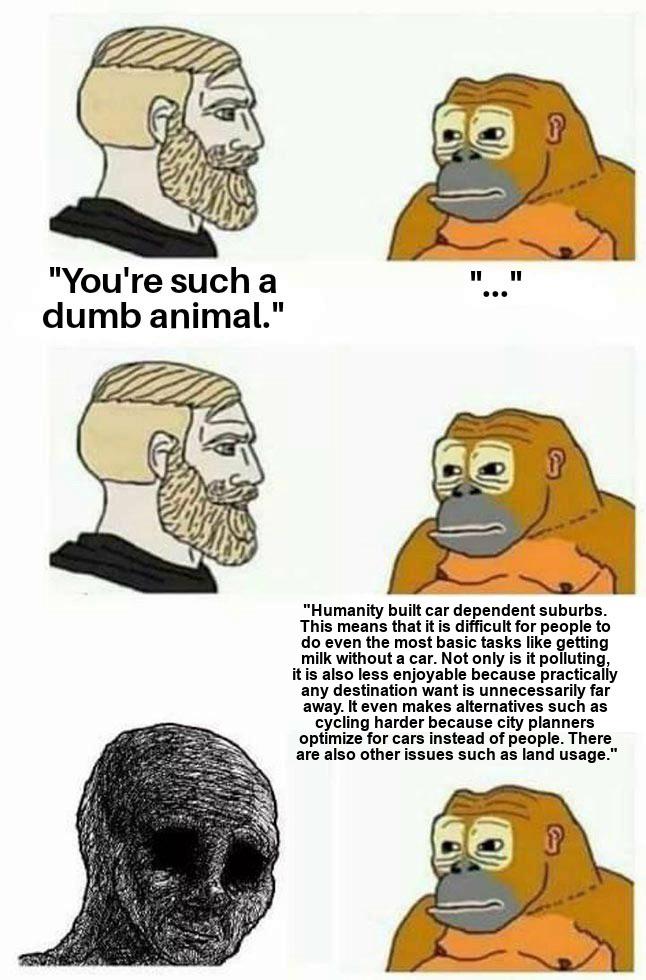 "You're such a
dumb animal."
"..."
"Humanity built car dependent suburbs.
This means that it is difficult for people to
do even the most basic tasks like getting
milk without a car. Not only is it polluting,
it is also less enjoyable because practically
any destination want is unnecessarily far
away. It even makes alternatives such as
cycling harder because city planners
optimize for cars instead of people. There
are also other issues such as land usage."